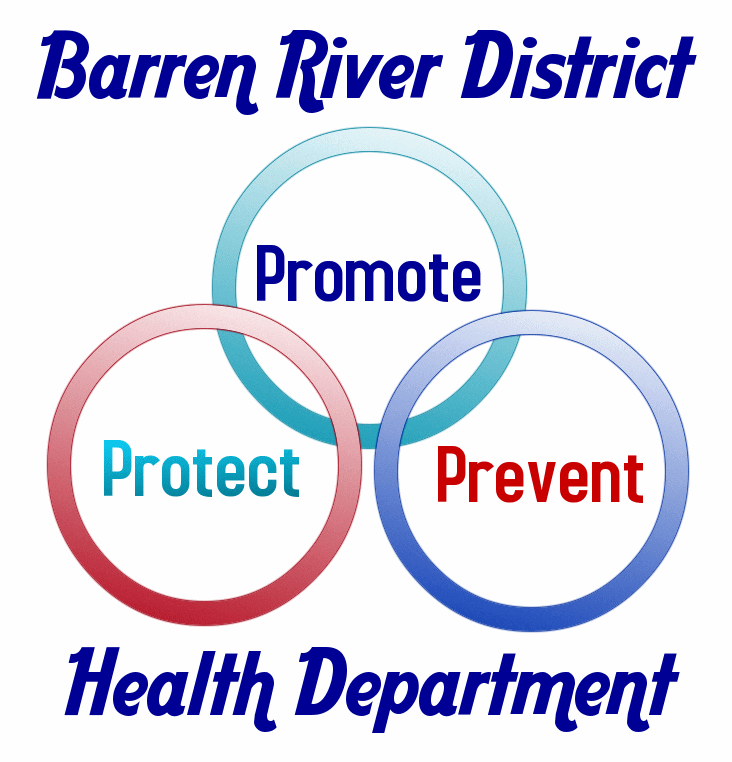 Barren River District
Promote
Protect
Prevent
Health Department